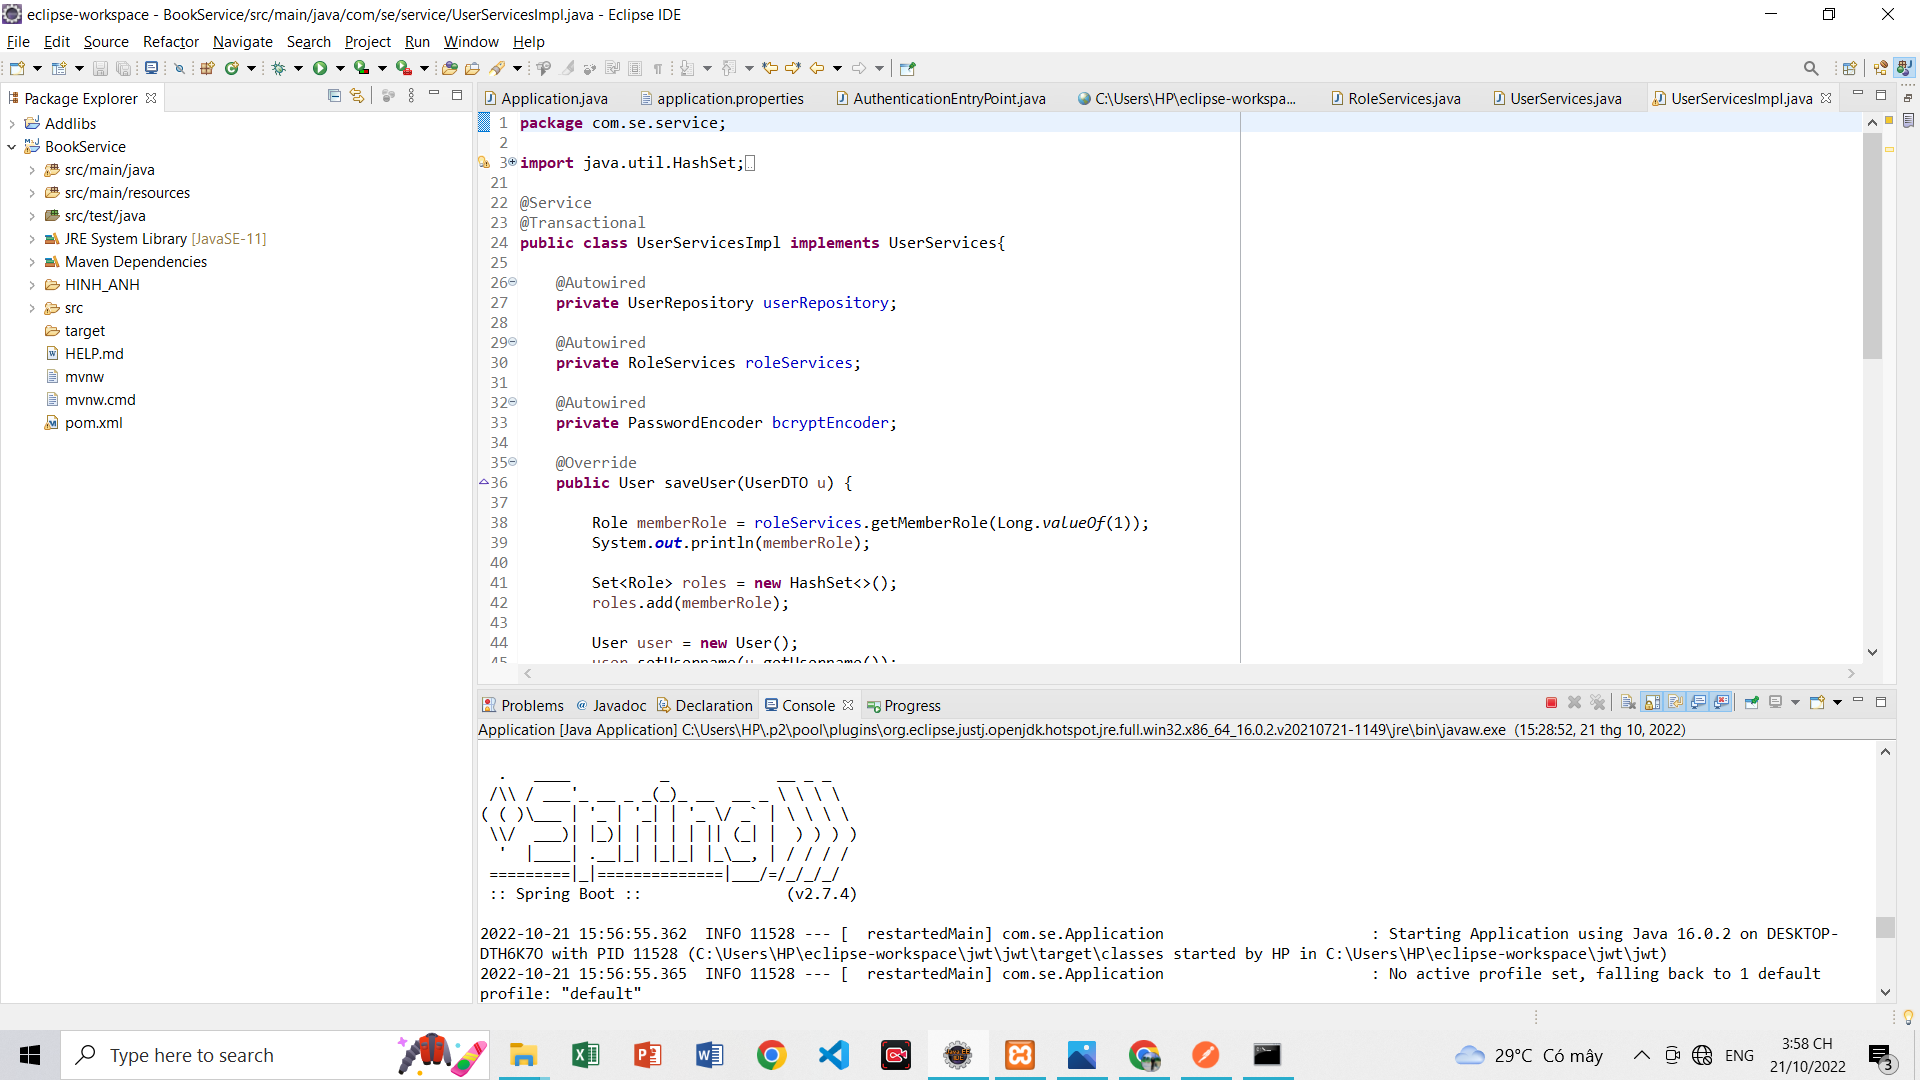 eclipse-workspace - BookService/src/main/java/com/se/service/UserServicesImpl.java - Eclipse IDE
File Edit Source Refactor Navigate Search Project Run Window Help
Package Explorer
Addlibs
BookService
src/main/java
src/main/resources
src/test/java
JRE System Library [JavaSE-11]
Maven Dependencies
HINH_ANH
src
target
HELP.md
mvnw
mvnw.cmd
pom.xml
Application.java application.properties AuthenticationEntryPoint.java C:\Users\HP\eclipse-workspa... RoleServices.java UserServices.java UserServicesImpl.java
1 package com.se.service;
2
3 import java.util.HashSet;
21
22 @Service
23 @Transactional
24 public class UserServicesImpl implements UserServices{
25
26 @Autowired
27 private UserRepository userRepository;
28
29 @Autowired
30 private RoleServices roleServices;
31
32 @Autowired
33 private PasswordEncoder bcryptEncoder;
34
35 @Override
36 public User saveUser(UserDTO u) {
37
38 Role memberRole = roleServices.getMemberRole(Long.valueOf(1));
39 System.out.println(memberRole);
40
41 Set<Role> roles = new HashSet<>();
42 roles.add(memberRole);
43
44 User user = new User();
45 user.setUsername(u.getUsername());
Problems Javadoc Declaration Console Progress
Application [Java Application] C:\Users\HP\.p2\pool\plugins\org.eclipse.justj.openjdk.hotspot.jre.full.win32.x86_64_16.0.2.v20210721-1149\jre\bin\javaw.exe (15:28:52, 21 thg 10, 2022)
Spring
:: Spring Boot :: (v2.7.4)
2022-10-21 15:56:55.362 INFO 11528 --- [ restartedMain] com.se.Application : Starting Application using Java 16.0.2 on DESKTOP-
DTH6K7O with PID 11528 (C:\Users\HP\eclipse-workspace\jwt\jwt\target\classes started by HP in C:\Users\HP\eclipse-workspace\jwt\jwt)
2022-10-21 15:56:55.365 INFO 11528 --- [ restartedMain] com.se.Application : No active profile set, falling back to 1 default
profile: "default"
Type here to search
29°C Có mây
ENG
3:58 CH
21/10/2022
3